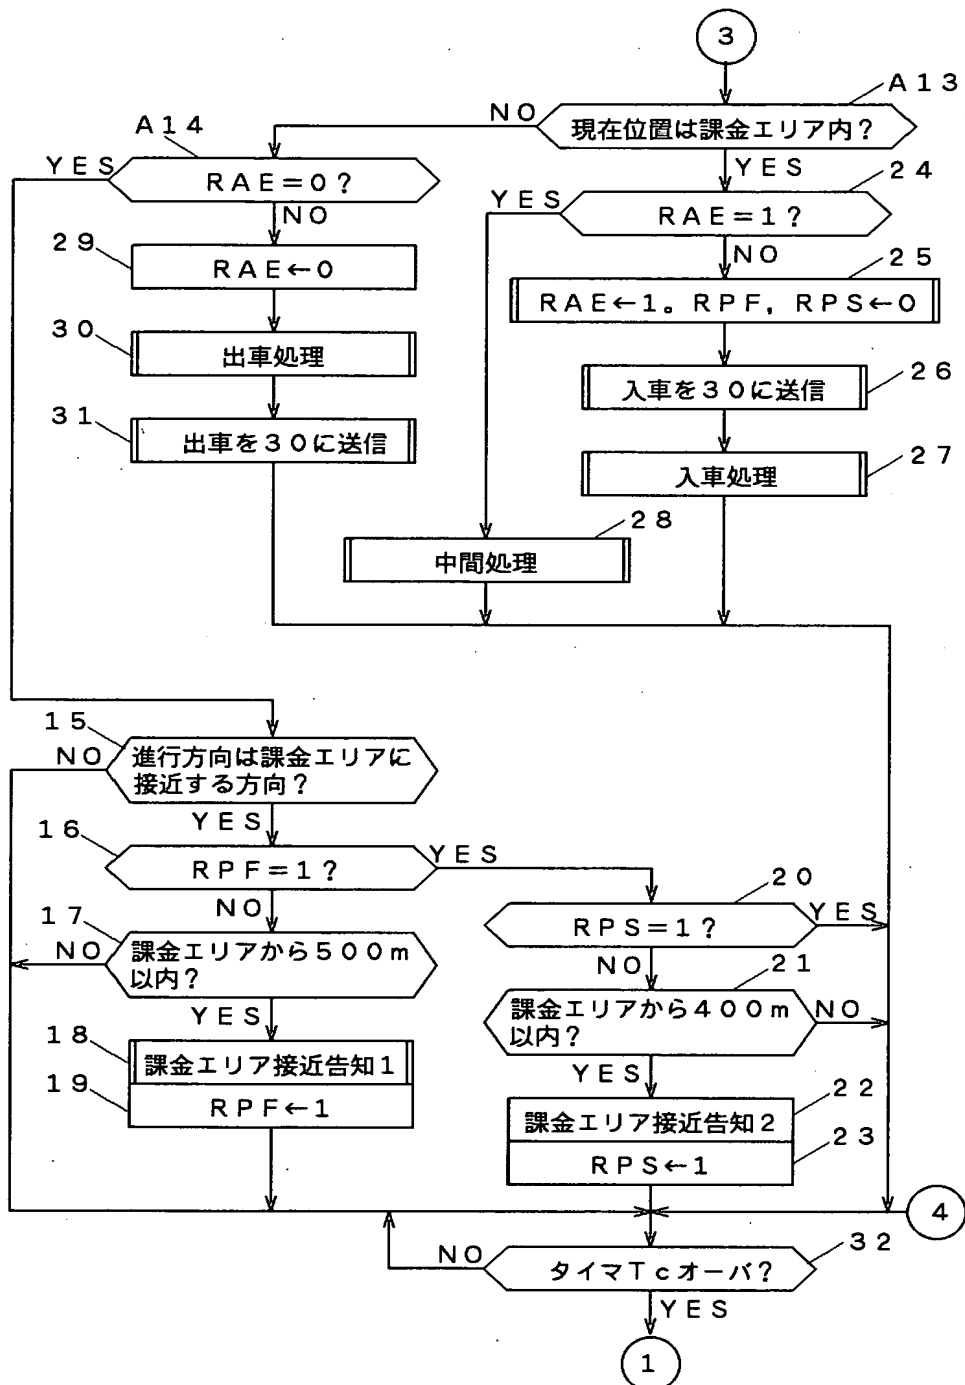 3
A13
現在位置は課金エリア内?
NO
YES
A14
RAE=0?
YES
NO
24
RAE=1?
YES
NO
29
RAE←0
25
RAE←1。RPF,RPS←0
30
出車処理
26
入車を30に送信
31
出車を30に送信
27
入車処理
28
中間処理
15
進行方向は課金エリアに
接近する方向?
NO
YES
16
RPF=1?
YES
NO
20
RPS=1?
YES
NO
17
課金エリアから500m
以内?
NO
YES
21
課金エリアから400m
以内?
NO
YES
18
課金エリア接近告知1
19
RPF←1
22
課金エリア接近告知2
23
RPS←1
4
32
タイマTcオーバ?
NO
YES
1